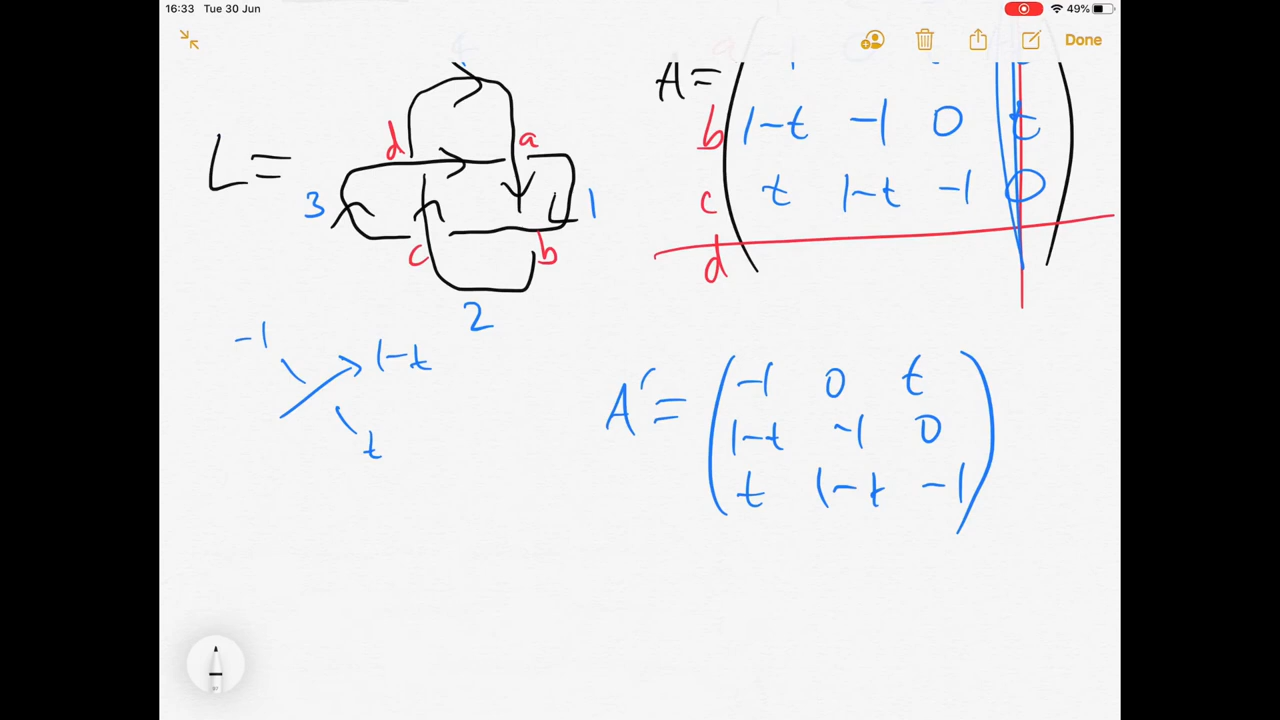 16:33 Tue 30 Jun
49%
Done
L=
d
a
3
1
c
b
2
A=
b 1-t -1 0 t
c t 1-t -1 0
d
-1
1-t
t
A'=
-1 0 t
1-t -1 0
t 1-t -1